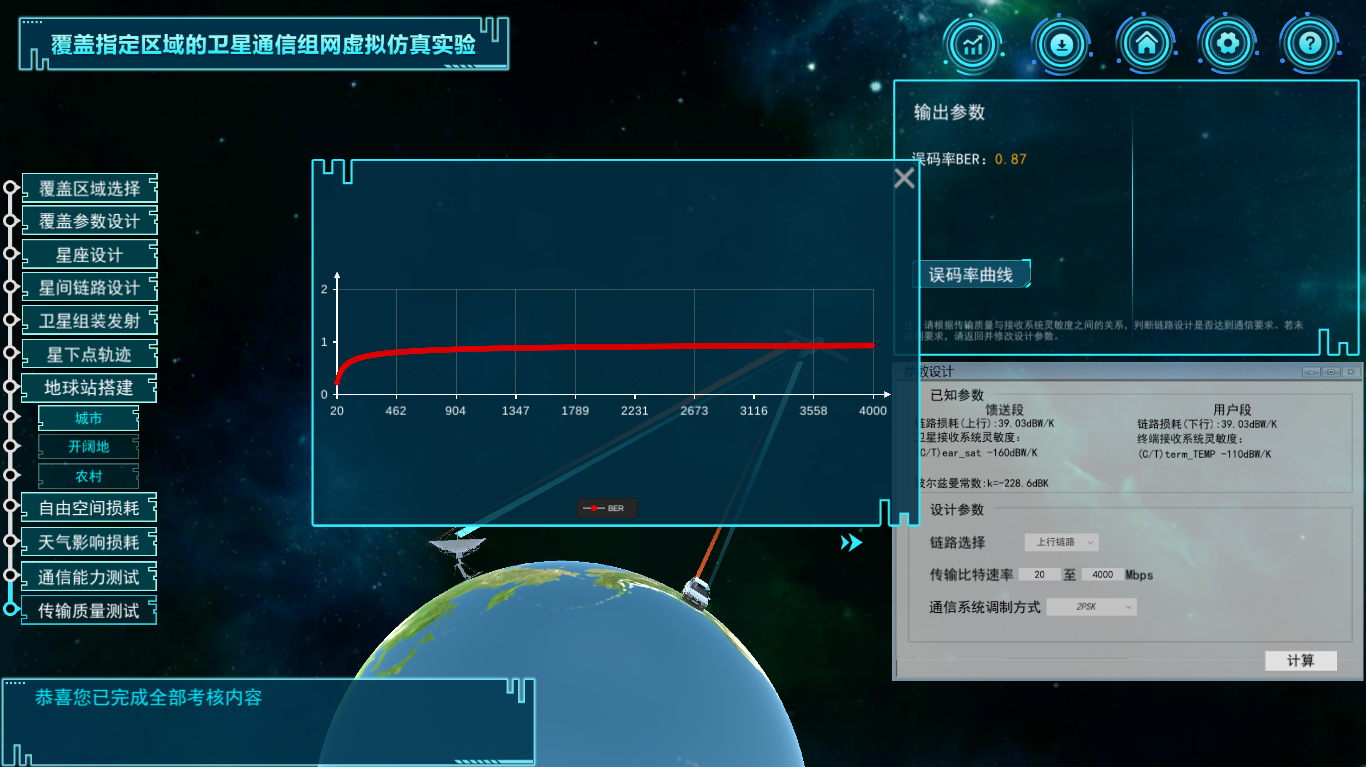 覆盖指定区域的卫星通信组网虚拟仿真实验
输出参数
误码率BER: 0.87
误码率曲线
请根据传输质量与接收系统灵敏度之间的关系, 判断链路设计是否达到通信要求。若未
要求, 请返回并修改设计参数。
覆盖区域选择
覆盖参数设计
星座设计
星间链路设计
卫星组装发射
星下点轨迹
地球站搭建
城市
开阔地
农村
自由空间损耗
天气影响损耗
通信能力测试
传输质量测试
2
1
0
20 462 904 1347 1789 2231 2673 3116 3558 4000
BER
参数设计
已知参数
馈送段 用户段
链路损耗(上行):39.03dBW/K 链路损耗(下行):39.03dBW/K
卫星接收系统灵敏度: 终端接收系统灵敏度:
(C/T)ear_sat -160dBW/K (C/T)term_TEMP -110dBW/K
波尔兹曼常数:k=-228.6dBK
设计参数
链路选择 上行链路
传输比特速率 20 至 4000 Mbps
通信系统调制方式 2PSK
计算
恭喜您已完成全部考核内容